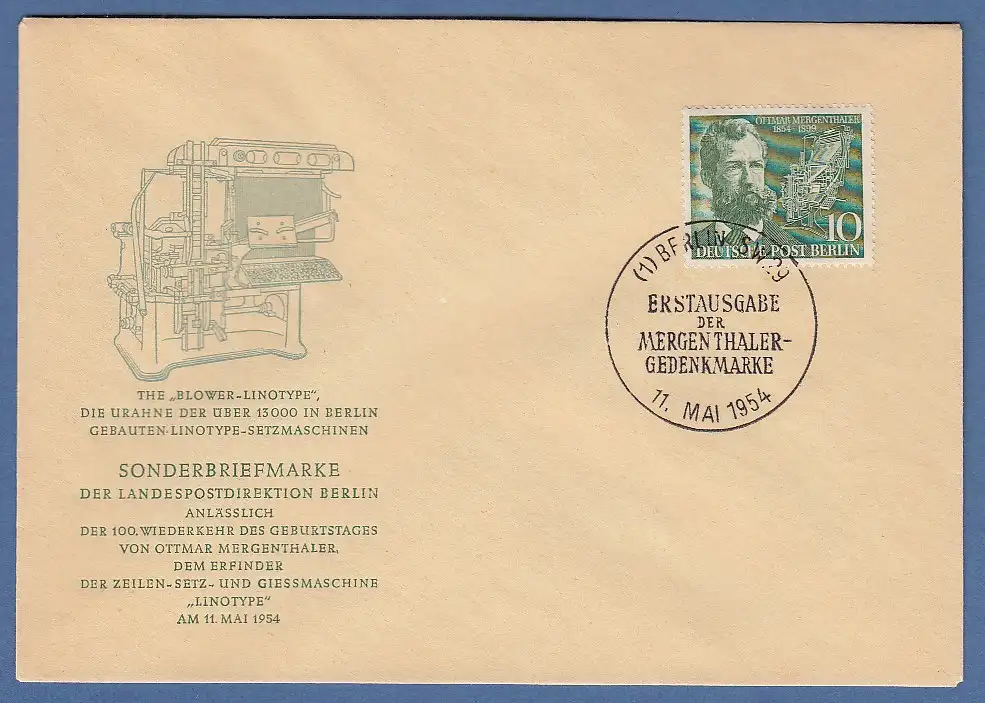 OTTMAR MERGENTHALER
1854 - 1899
10
DEUTSCHE POST BERLIN
(1) BERLIN SW 29
ERSTAUSGABE
DER
MERGENTHALER-
GEDENKMARKE
11. MAI 1954
THE „BLOWER-LINOTYPE“,
DIE URAHNE DER ÜBER 13000 IN BERLIN
GEBAUTEN LINOTYPE-SETZMASCHINEN
SONDERBRIEFMARKE
DER LANDESPOSTDIREKTION BERLIN
ANLÄSSLICH
DER 100. WIEDERKEHR DES GEBURTSTAGES
VON OTTMAR MERGENTHALER,
DEM ERFINDER
DER ZEILEN-SETZ- UND GIESSMASCHINE
„LINOTYPE“
AM 11. MAI 1954